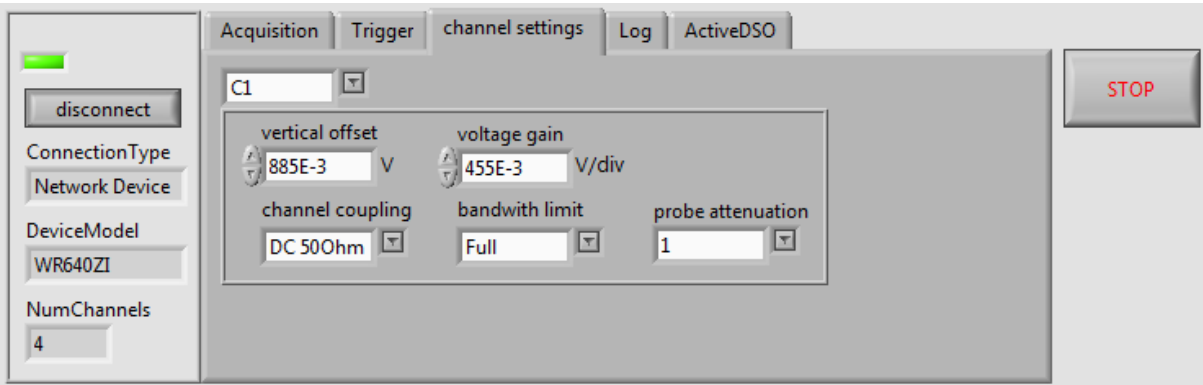 Acquisition
Trigger
channel settings
Log
ActiveDSO
disconnect
ConnectionType
Network Device
DeviceModel
WR640ZI
NumChannels
4
C1
vertical offset
885E-3 V
voltage gain
455E-3 V/div
channel coupling
DC 50Ohm
bandwith limit
Full
probe attenuation
1
STOP